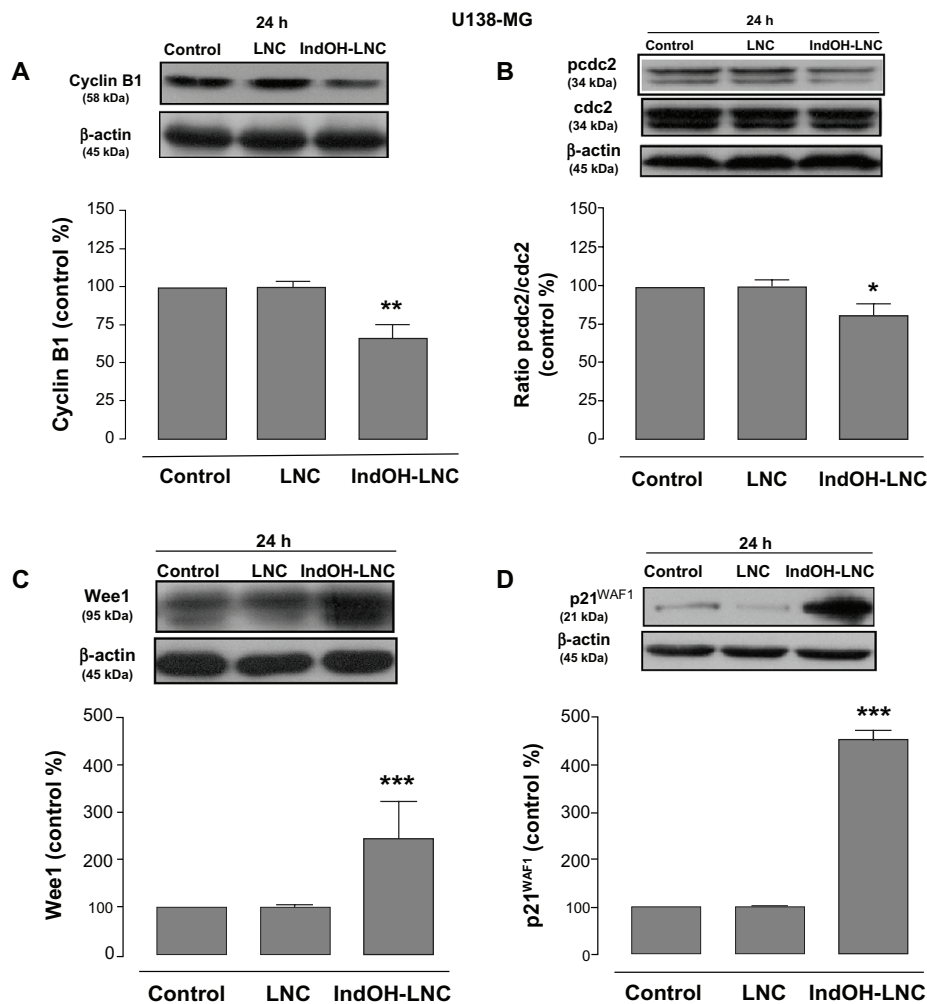 U138-MG
A
24 h
Control LNC IndOH-LNC
Cyclin B1
(58 kDa)
β-actin
(45 kDa)
150
125
100
75
50
25
0
Cyclin B1 (control %)
**
Control LNC IndOH-LNC
B
24 h
Control LNC IndOH-LNC
pcdc2
(34 kDa)
cdc2
(34 kDa)
β-actin
(45 kDa)
150
125
100
75
50
25
0
Ratio pcdc2/cdc2
(control %)
*
Control LNC IndOH-LNC
C
24 h
Control LNC IndOH-LNC
Wee1
(95 kDa)
β-actin
(45 kDa)
500
400
300
200
100
0
Wee1 (control %)
***
Control LNC IndOH-LNC
D
24 h
Control LNC IndOH-LNC
p21WAF1
(21 kDa)
β-actin
(45 kDa)
500
400
300
200
100
0
p21WAF1 (control %)
***
Control LNC IndOH-LNC